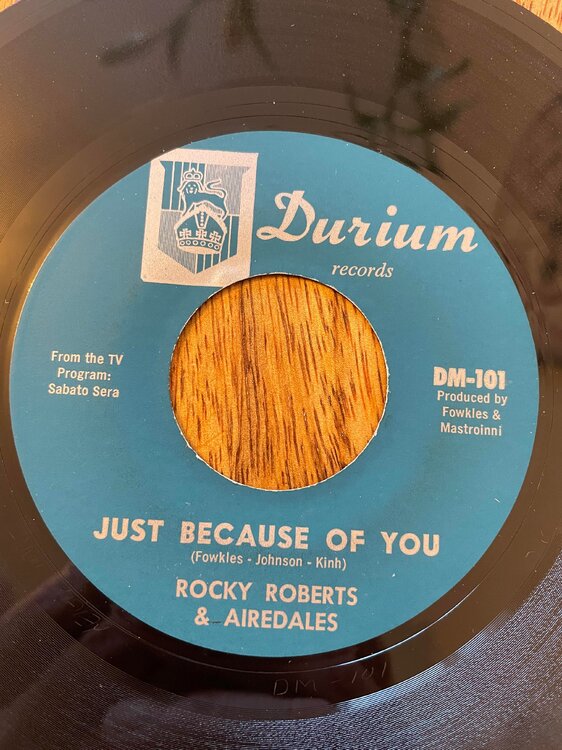 Durium
records
From the TV
Program:
Sabato Sera
DM-101
Produced by
Fowkles &
Mastroinni
JUST BECAUSE OF YOU
(Fowkles - Johnson - Kinh)
ROCKY ROBERTS
& AIREDALES
DM-101